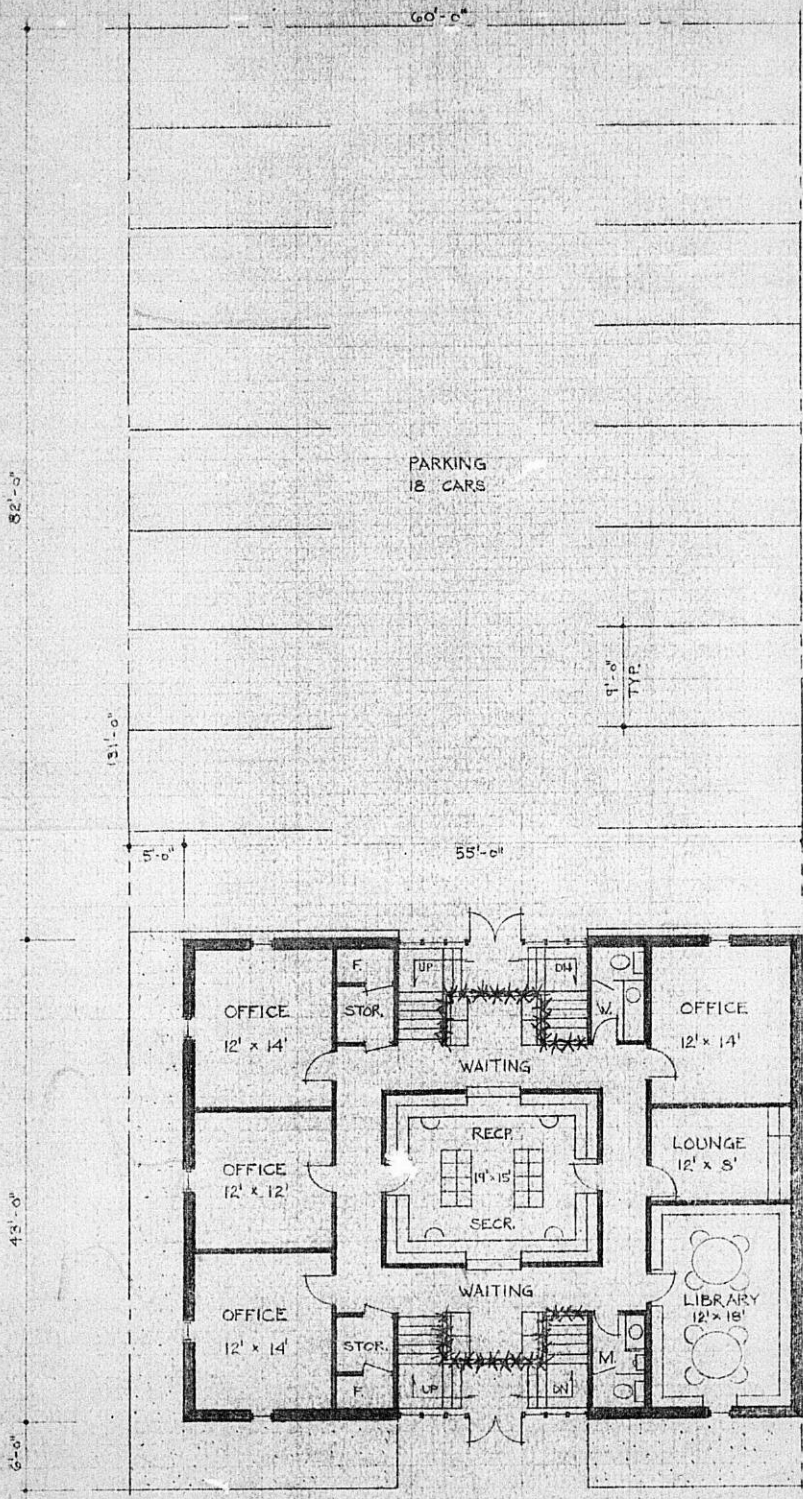 60'-0"
82'-0"
PARKING
18 CARS
9'-0"
TYP.
131'-0"
5'-0"
55'-0"
F.
UP
DN
OFFICE
12' × 14'
STOR.
W.
OFFICE
12' × 14'
WAITING
RECP.
LOUNGE
12' × 8'
OFFICE
12' × 12'
19' × 15'
SECR.
43'-0"
WAITING
LIBRARY
12' × 18'
OFFICE
12' × 14'
STOR.
M.
F.
UP
DN
6'-0"